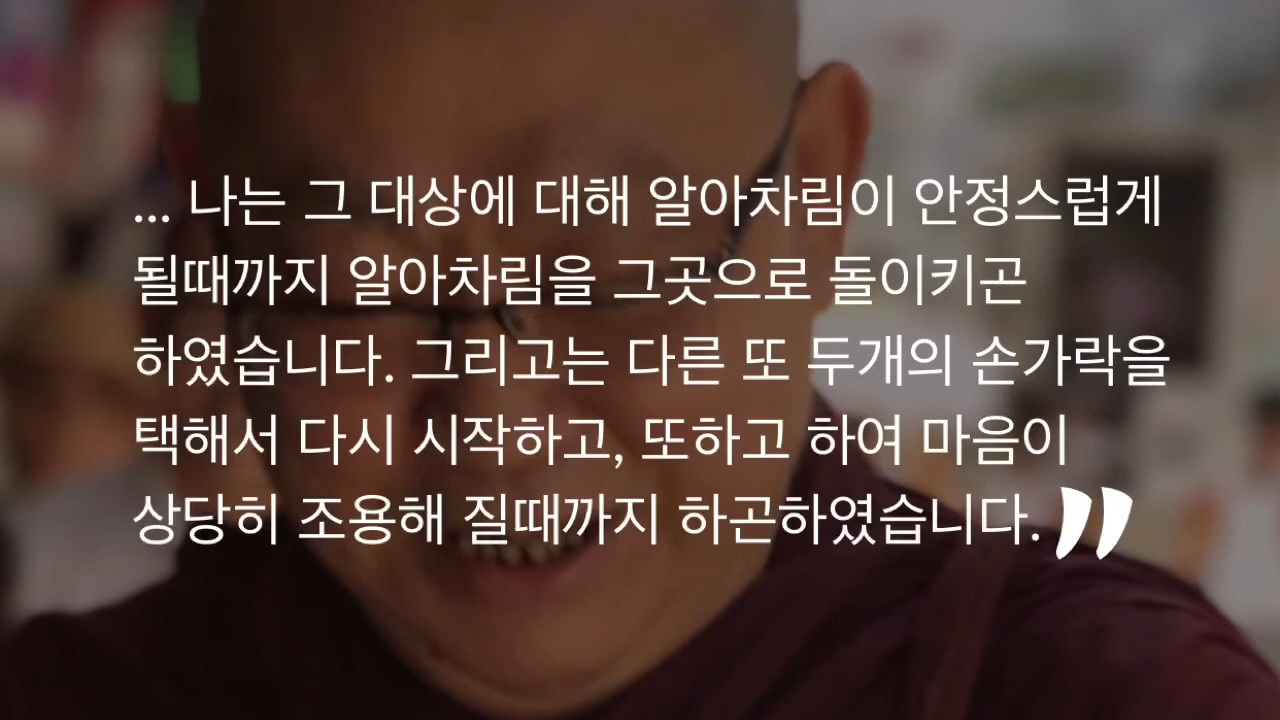 ... 나는 그 대상에 대해 알아차림이 안정스럽게
될때까지 알아차림을 그곳으로 돌이키곤
하였습니다. 그리고는 다른 또 두개의 손가락을
택해서 다시 시작하고, 또하고 하여 마음이
상당히 조용해 질때까지 하곤하였습니다.”